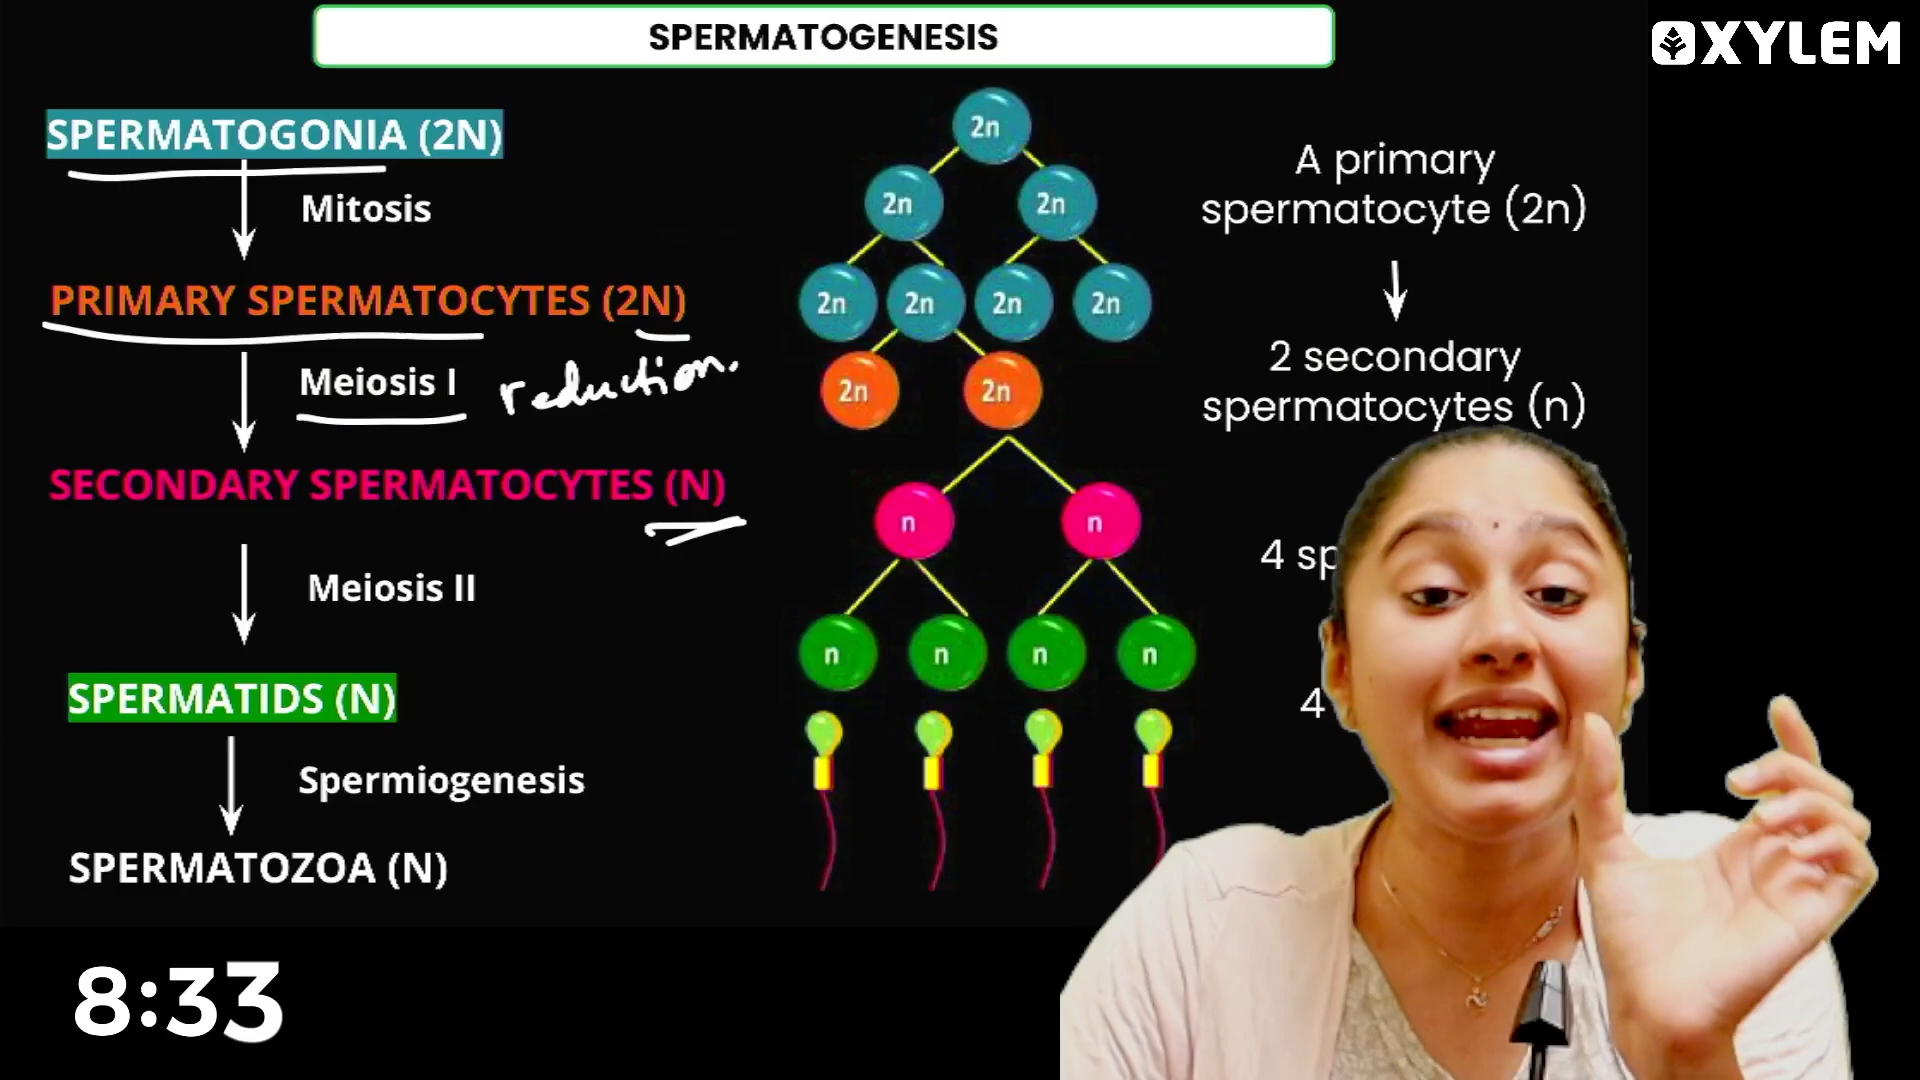 SPERMATOGENESIS
XYLEM
SPERMATOGONIA (2N)
Mitosis
PRIMARY SPERMATOCYTES (2N)
Meiosis I reduction.
SECONDARY SPERMATOCYTES (N)
Meiosis II
SPERMATIDS (N)
Spermiogenesis
SPERMATOZOA (N)
2n
2n 2n
2n 2n 2n 2n
2n 2n
n n
n n n n
A primary
spermatocyte (2n)
2 secondary
spermatocytes (n)
4
4
8:33